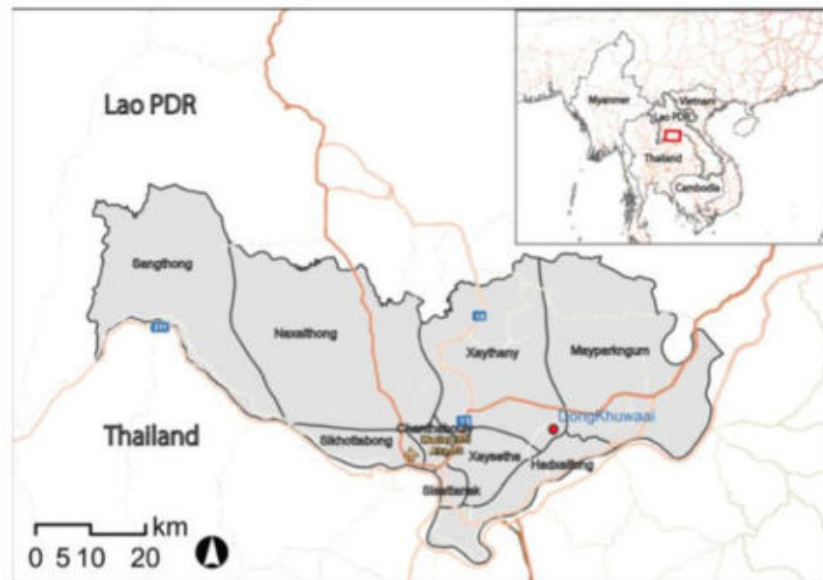 Lao PDR
Myanmar
Vietnam
Lao PDR
Thailand
Cambodia
Sangthong
Naxaithong
13
Xaythany
Mayparkngum
DongKhuwaai
Sikhottabong
Xaysetha
Hadxaifong
Sisattanak
Thailand
km
0 5 10 20